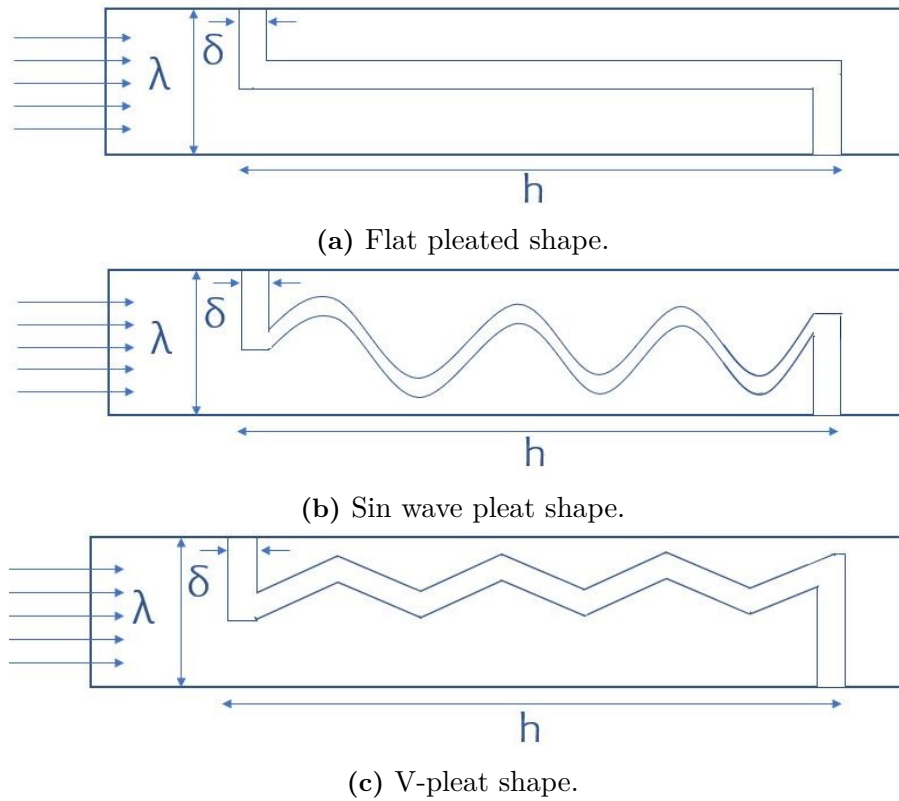 δ
λ
h
(a) Flat pleated shape.
δ
λ
h
(b) Sin wave pleat shape.
δ
λ
h
(c) V-pleat shape.